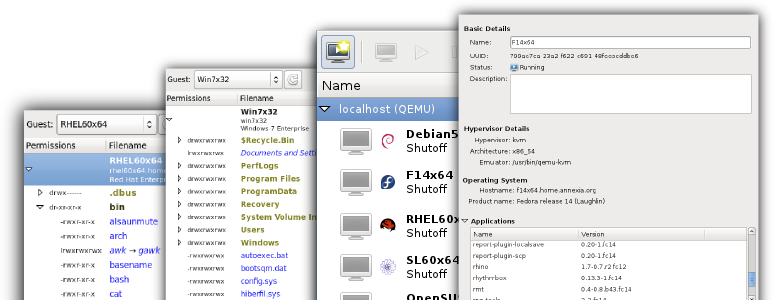 Guest: RHEL60x64
Permissions Filename
RHEL60x64
rhel60x64.home
Red Hat Enterp
drwx------ .dbus
dr-xr-xr-x bin
-rwxr-xr-x alsaunmute
-rwxr-xr-x arch
lrwxrwxrwx awk → gawk
-rwxr-xr-x basename
-rwxr-xr-x bash
-rwxr-xr-x cat
Guest: Win7x32
Permissions Filename
Win7x32
win7x32
Windows 7 Enterprise
drwxrwxrwx $Recycle.Bin
lrwxrwxrwx Documents and Setti
drwxrwxrwx PerfLogs
drwxrwxrwx Program Files
drwxrwxrwx ProgramData
drwxrwxrwx Recovery
drwxrwxrwx System Volume In
drwxrwxrwx Users
drwxrwxrwx Windows
-rwxrwxrwx autoexec.bat
-rwxrwxrwx bootsqm.dat
-rwxrwxrwx config.sys
-rwxrwxrwx hiberfil.sys
Name
localhost (QEMU)
Debian5
Shutoff
F14x64
Shutoff
RHEL60x
Shutoff
SL60x64
Shutoff
OpenSU
Basic Details
Name: F14x64
UUID:
Status: Running
Description:
Hypervisor Details
Hypervisor: kvm
Architecture: x86_64
Emulator: /usr/bin/qemu-kvm
Operating System
Hostname: f14x64.home.annexia.org
Product name: Fedora release 14 (Laughlin)
Applications
Name Version
report-plugin-localsave 0.20-1.fc14
report-plugin-scp 0.20-1.fc14
rhino 1.7-0.7.r2.fc12
rhythmbox 0.13.3-1.fc14
rmt 0.4-0.8.b43.fc14